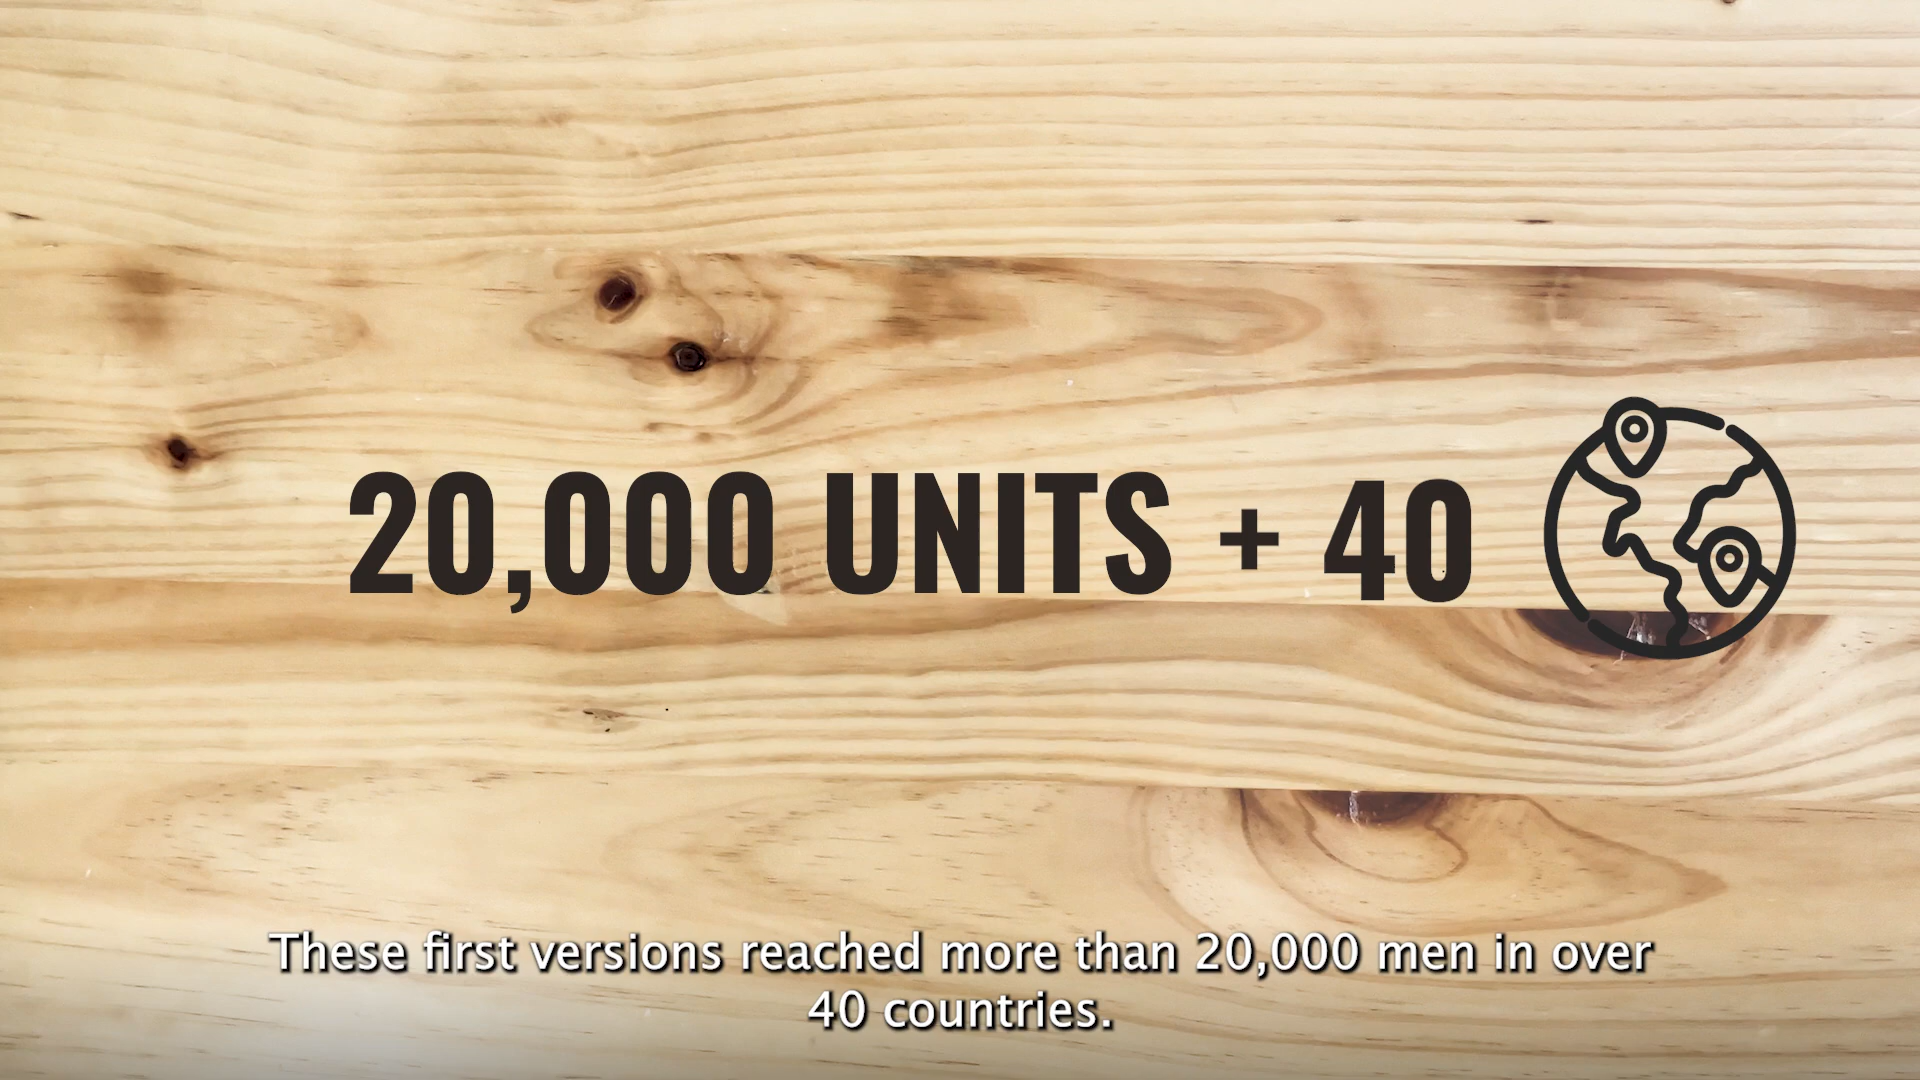 20,000 UNITS + 40
These first versions reached more than 20,000 men in over
40 countries.